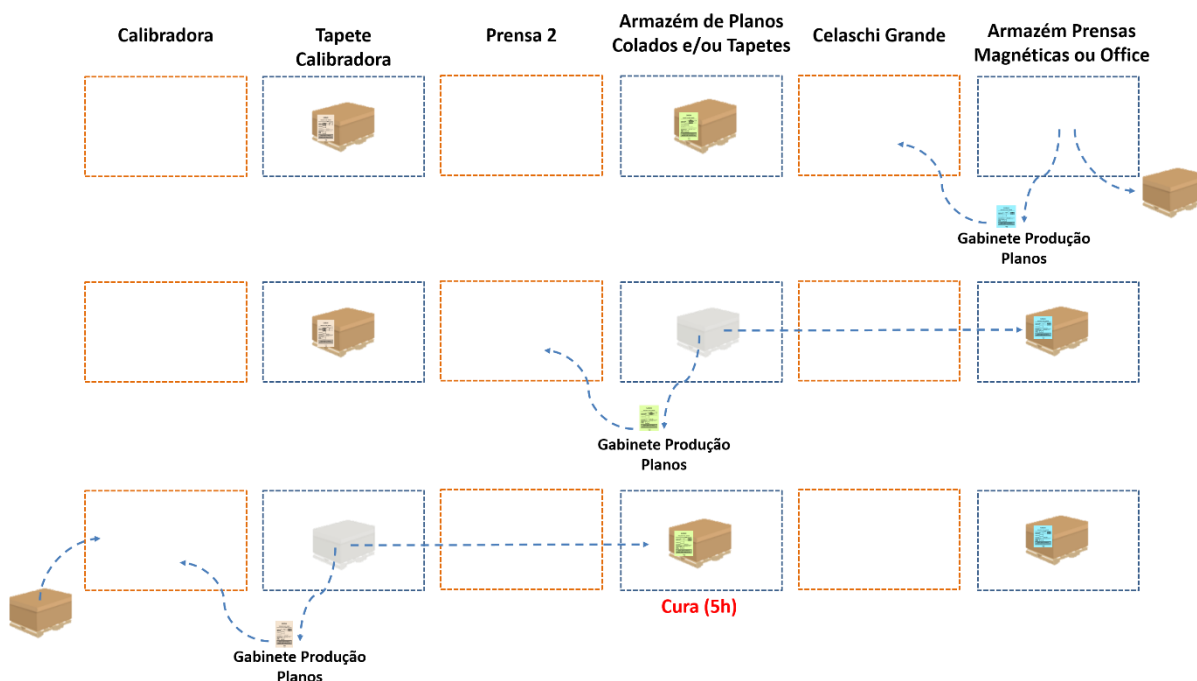 Calibradora
Tapete
Calibradora
Prensa 2
Armazém de Planos
Colados e/ou Tapetes
Celaschi Grande
Armazém Prensas
Magnéticas ou Office
Gabinete Produção
Planos
Gabinete Produção
Planos
Cura (5h)
Gabinete Produção
Planos